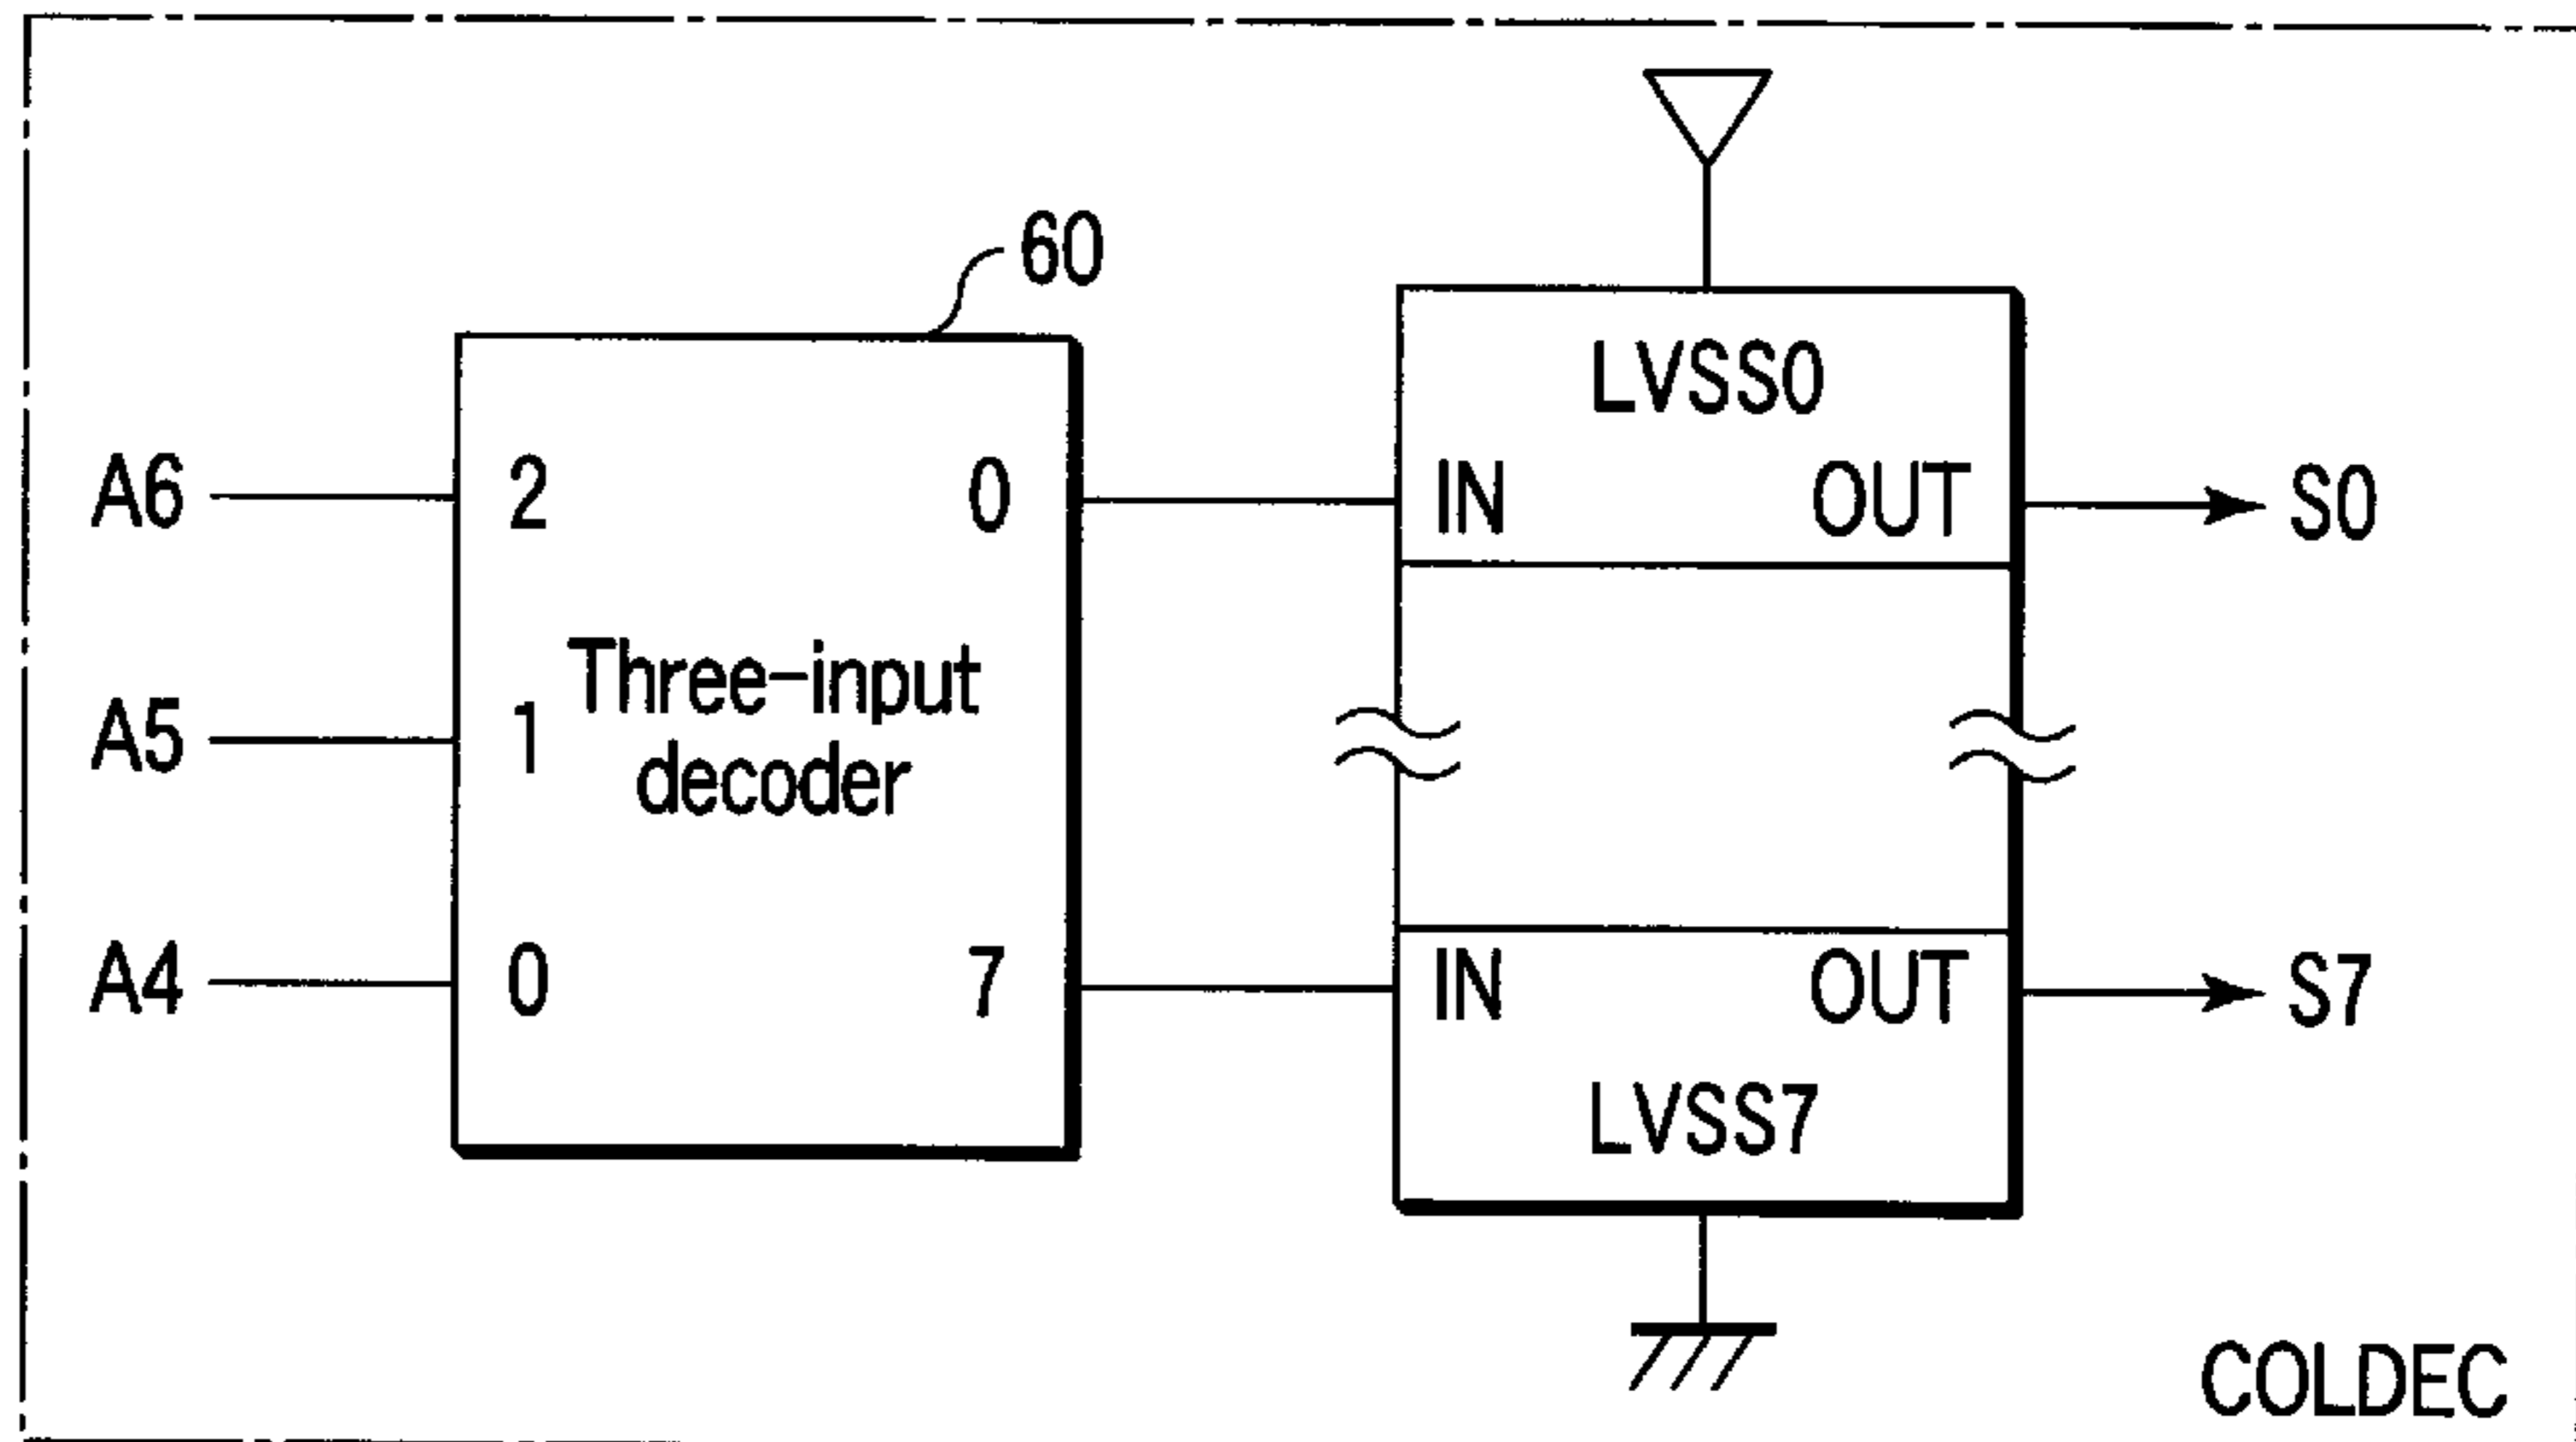 60
LVSS0
A6 2 0 IN OUT S0
Three-input
A5 1
decoder
A4 0 7 IN OUT S7
LVSS7
COLDEC